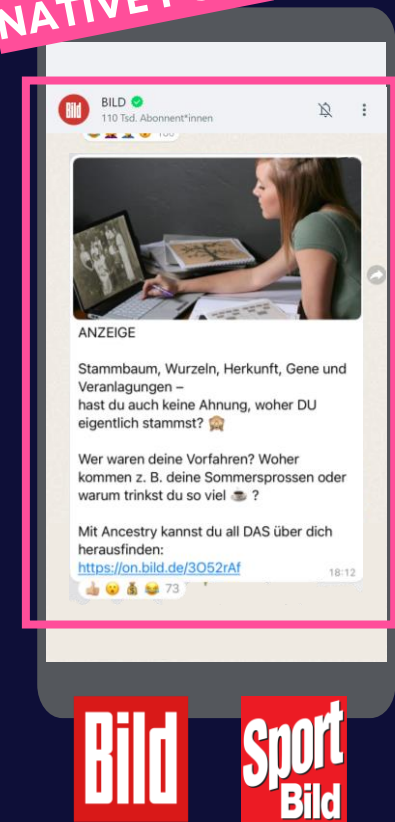 NATIVE
Bild
BILD
110 Tsd. Abonnent*innen
ANZEIGE
Stammbaum, Wurzeln, Herkunft, Gene und
Veranlagungen –
hast du auch keine Ahnung, woher DU
eigentlich stammst? 🙈
Wer waren deine Vorfahren? Woher
kommen z. B. deine Sommersprossen oder
warum trinkst du so viel ☕ ?
Mit Ancestry kannst du all DAS über dich
herausfinden:
https://on.bild.de/3O52rAf
18:12
👍 😮 💰 😂 73
Bild
Sport
Bild